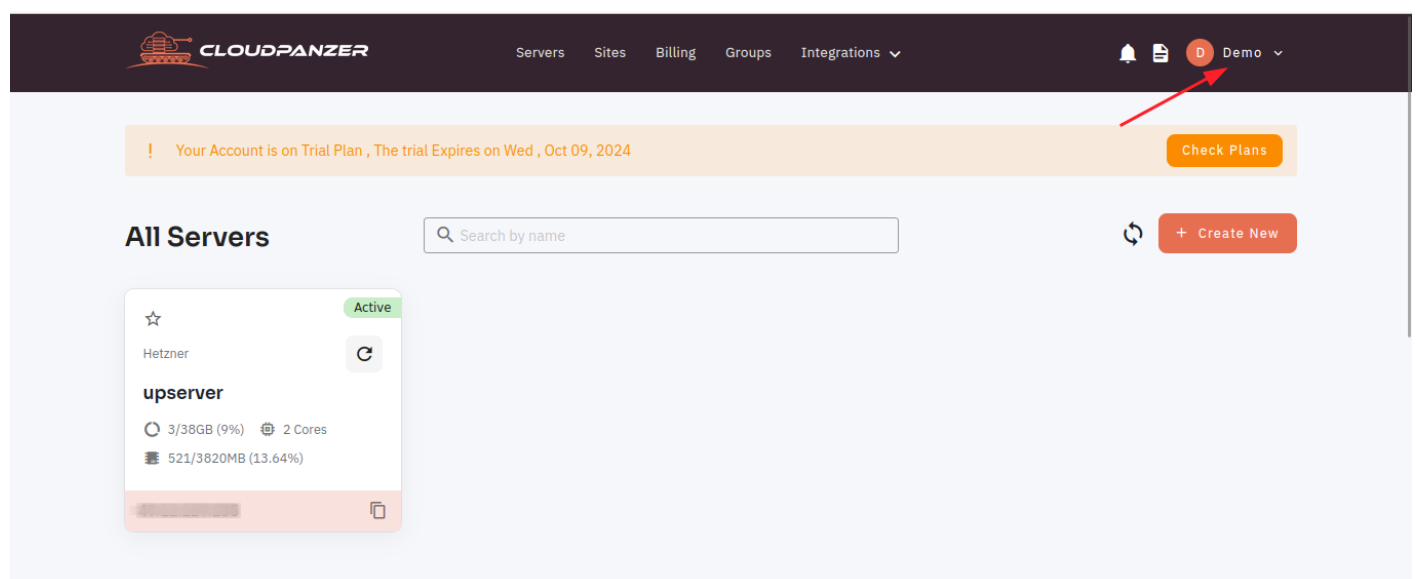 CLOUDPANZER Servers Sites Billing Groups Integrations D Demo
! Your Account is on Trial Plan , The trial Expires on Wed , Oct 09, 2024 Check Plans
All Servers Search by name + Create New
Active
Hetzner
upserver
3/38GB (9%) 2 Cores
521/3820MB (13.64%)